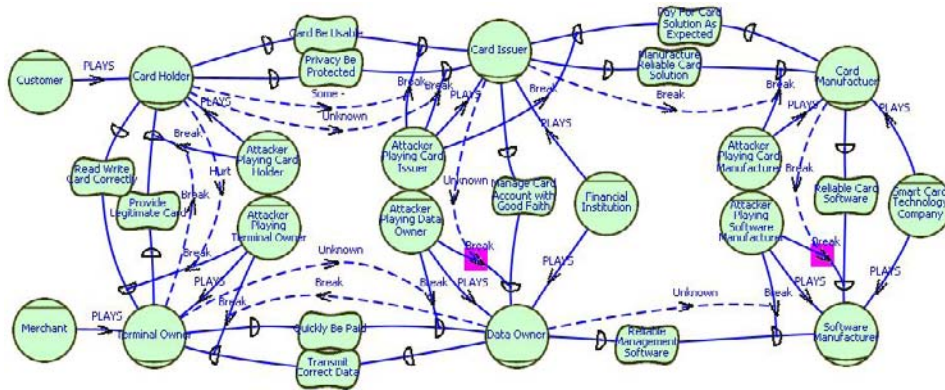 Pay For Card
Solution As
Expected
Card Be Usable
Card Issuer
Manufacture
Reliable Card
Solution
Privacy Be
Protected
Customer
PLAYS
Card Holder
Card
Manufactuer
Some -
Break
Break
PLAYS
Break
Break
PLAYS
PLAYS
PLAYS
Unknown
Break
Attacker
Playing Card
Holder
Attacker
Playing Card
Issuer
Attacker
Playing Card
Manufacturer
Read Write
Card Correctly
Hurt
Break
Unknown
Manage Card
Account with
Good Faith
Financial
Institution
Reliable Card
Software
Smart Card
Technology
Company
Provide
Legitimate Card
Break
Attacker
Playing
Terminal Owner
Attacker
Playing Data
Owner
Attacker
Playing Software
Manufacturer
Break
Unknown
Break
Break
PLAYS
Break
Break
PLAYS
Break
PLAYS
Unknown
Break
PLAYS
PLAYS
Merchant
PLAYS
Terminal Owner
Quickly Be Paid
Data Owner
Reliable
Management
Software
Software
Manufacturer
Transmit
Correct Data